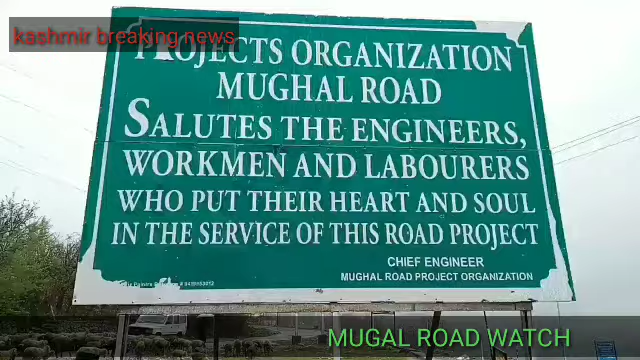 kashmir breaking news
PROJECTS ORGANIZATION
MUGHAL ROAD
SALUTES THE ENGINEERS,
WORKMEN AND LABOURERS
WHO PUT THEIR HEART AND SOUL
IN THE SERVICE OF THIS ROAD PROJECT
CHIEF ENGINEER
MUGHAL ROAD PROJECT ORGANIZATION
MUGAL ROAD WATCH